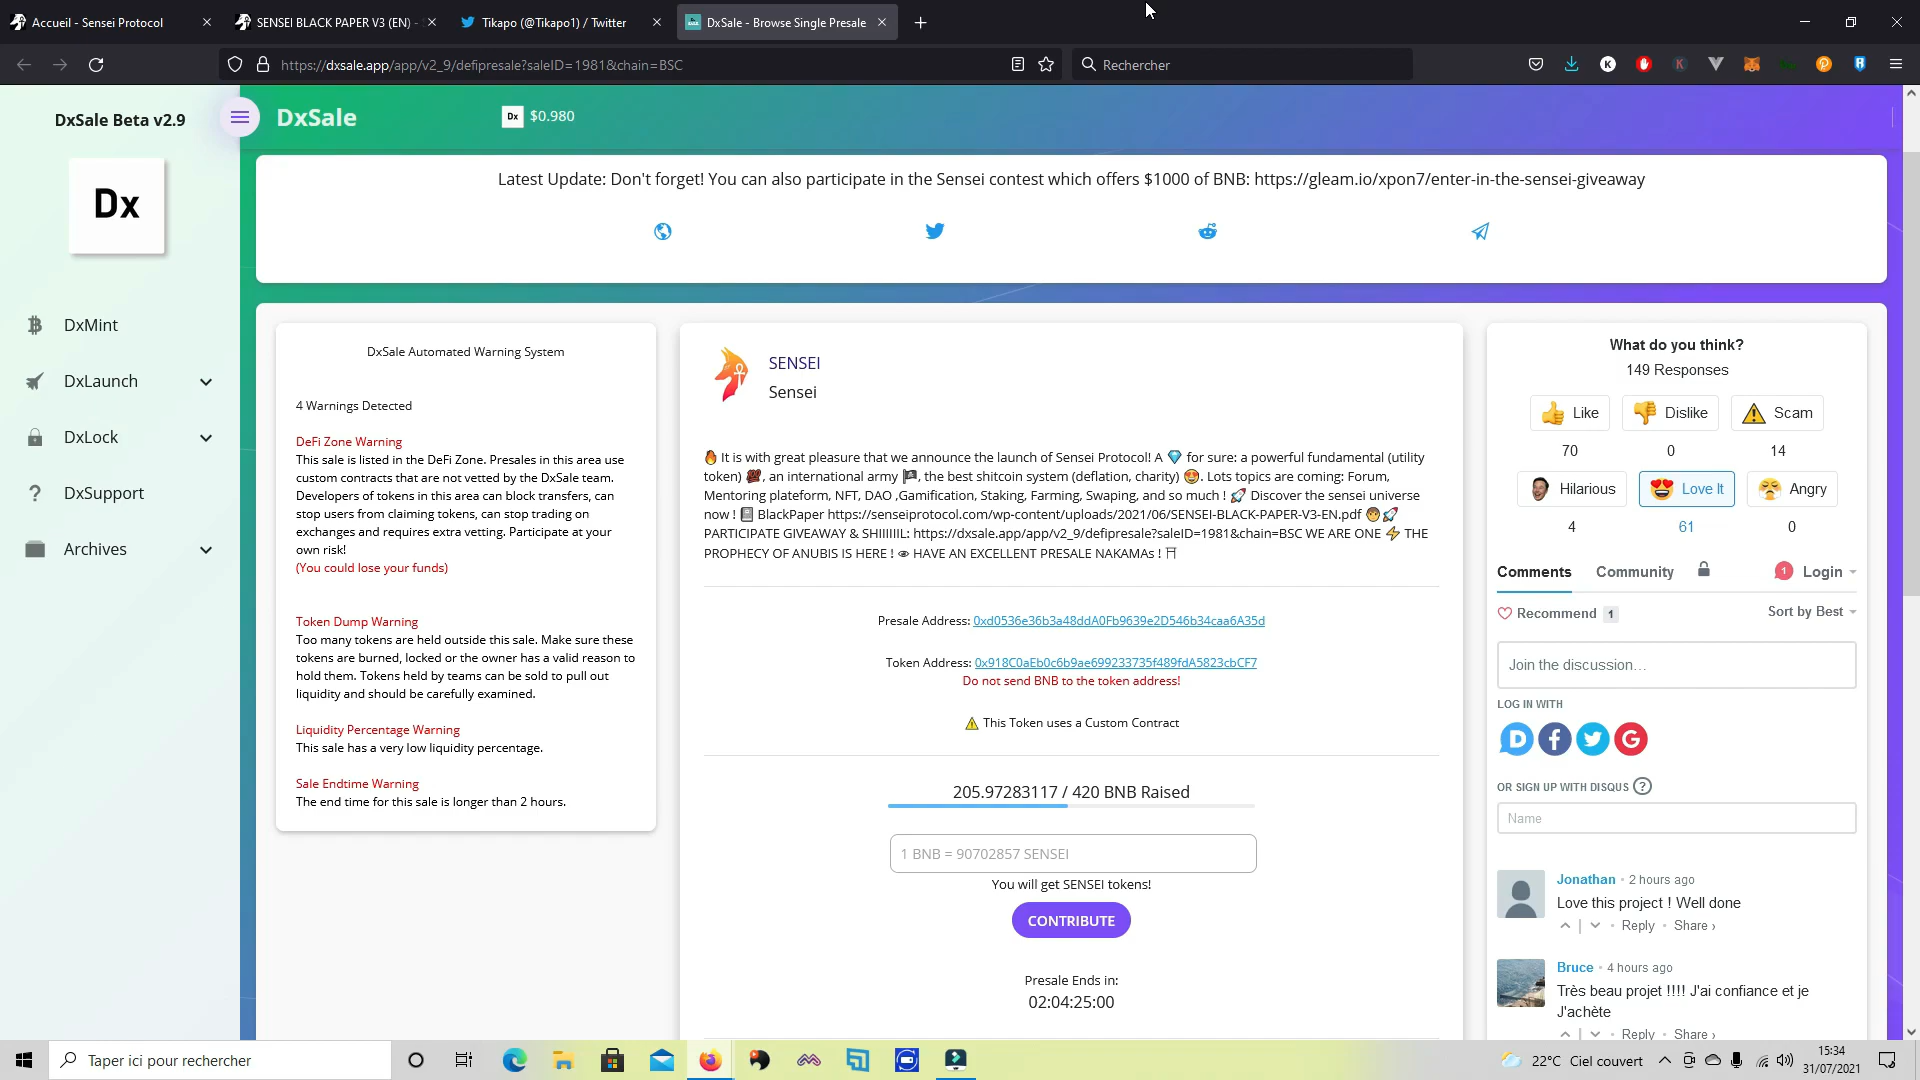 Accueil - Sensei Protocol
SENSEI BLACK PAPER V3 (EN) -
Tikapo (@Tikapo1) / Twitter
DxSale - Browse Single Presale
https://dxsale.app/app/v2_9/defipresale?saleID=1981&chain=BSC
Rechercher
DxSale Beta v2.9
Dx
DxMint
DxLaunch
DxLock
DxSupport
Archives
DxSale
Dx $0.980
Latest Update: Don't forget! You can also participate in the Sensei contest which offers $1000 of BNB: https://gleam.io/xpon7/enter-in-the-sensei-giveaway
DxSale Automated Warning System
4 Warnings Detected
DeFi Zone Warning
This sale is listed in the DeFi Zone. Presales in this area use
custom contracts that are not vetted by the DxSale team.
Developers of tokens in this area can block transfers, can
stop users from claiming tokens, can stop trading on
exchanges and requires extra vetting. Participate at your
own risk!
(You could lose your funds)
Token Dump Warning
Too many tokens are held outside this sale. Make sure these
tokens are burned, locked or the owner has a valid reason to
hold them. Tokens held by teams can be sold to pull out
liquidity and should be carefully examined.
Liquidity Percentage Warning
This sale has a very low liquidity percentage.
Sale Endtime Warning
The end time for this sale is longer than 2 hours.
SENSEI
Sensei
🔥 It is with great pleasure that we announce the launch of Sensei Protocol! A 💎 for sure: a powerful fundamental (utility
token) 💯, an international army 🏴, the best shitcoin system (deflation, charity) 🤩. Lots topics are coming: Forum,
Mentoring plateform, NFT, DAO ,Gamification, Staking, Farming, Swaping, and so much ! 🚀 Discover the sensei universe
now ! 📓 BlackPaper https://senseiprotocol.com/wp-content/uploads/2021/06/SENSEI-BLACK-PAPER-V3-EN.pdf 🧑🚀
PARTICIPATE GIVEAWAY & SHIIIIIIL: https://dxsale.app/app/v2_9/defipresale?saleID=1981&chain=BSC WE ARE ONE ⚡ THE
PROPHECY OF ANUBIS IS HERE ! 👁 HAVE AN EXCELLENT PRESALE NAKAMAs ! ⛩
Presale Address: 0xd0536e36b3a48ddA0Fb9639e2D546b34caa6A35d
Token Address: 0x918C0aEb0c6b9ae699233735f489fdA5823cbCF7
Do not send BNB to the token address!
⚠ This Token uses a Custom Contract
205.97283117 / 420 BNB Raised
1 BNB = 90702857 SENSEI
You will get SENSEI tokens!
CONTRIBUTE
Presale Ends in:
02:04:25:00
What do you think?
149 Responses
Like
Dislike
Scam
70
0
14
Hilarious
Love It
Angry
4
61
0
Comments
Community
1 Login
Recommend 1
Sort by Best
Join the discussion…
LOG IN WITH
OR SIGN UP WITH DISQUS ?
Name
Jonathan • 2 hours ago
Love this project ! Well done
Reply • Share ›
Bruce • 4 hours ago
Très beau projet !!!! J'ai confiance et je
J'achète
Reply • Share ›
Taper ici pour rechercher
22°C Ciel couvert
15:34
31/07/2021